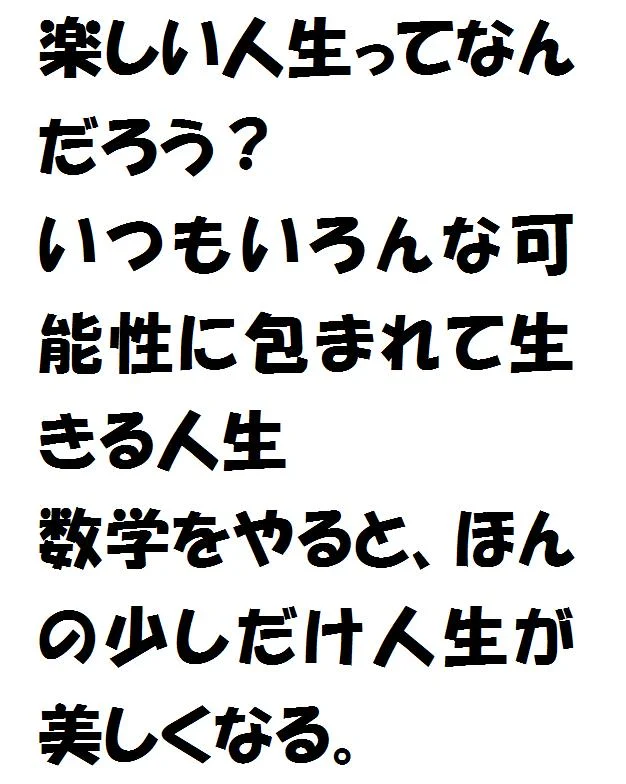 楽しい人生ってなん
だろう？
いつもいろんな可
能性に包まれて生
きる人生
数学をやると、ほん
の少しだけ人生が
美しくなる。